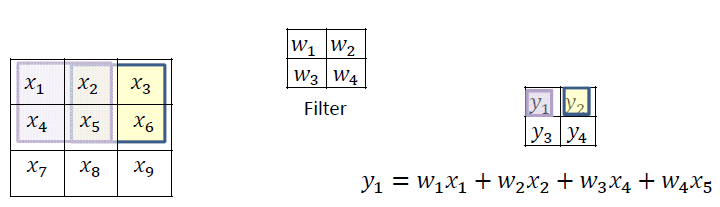 w₁ w₂
x₁ x₂ x₃
w₃ w₄
y₁ y₂
Filter
x₄ x₅ x₆
y₃ y₄
x₇ x₈ x₉
y₁ = w₁x₁ + w₂x₂ + w₃x₄ + w₄x₅